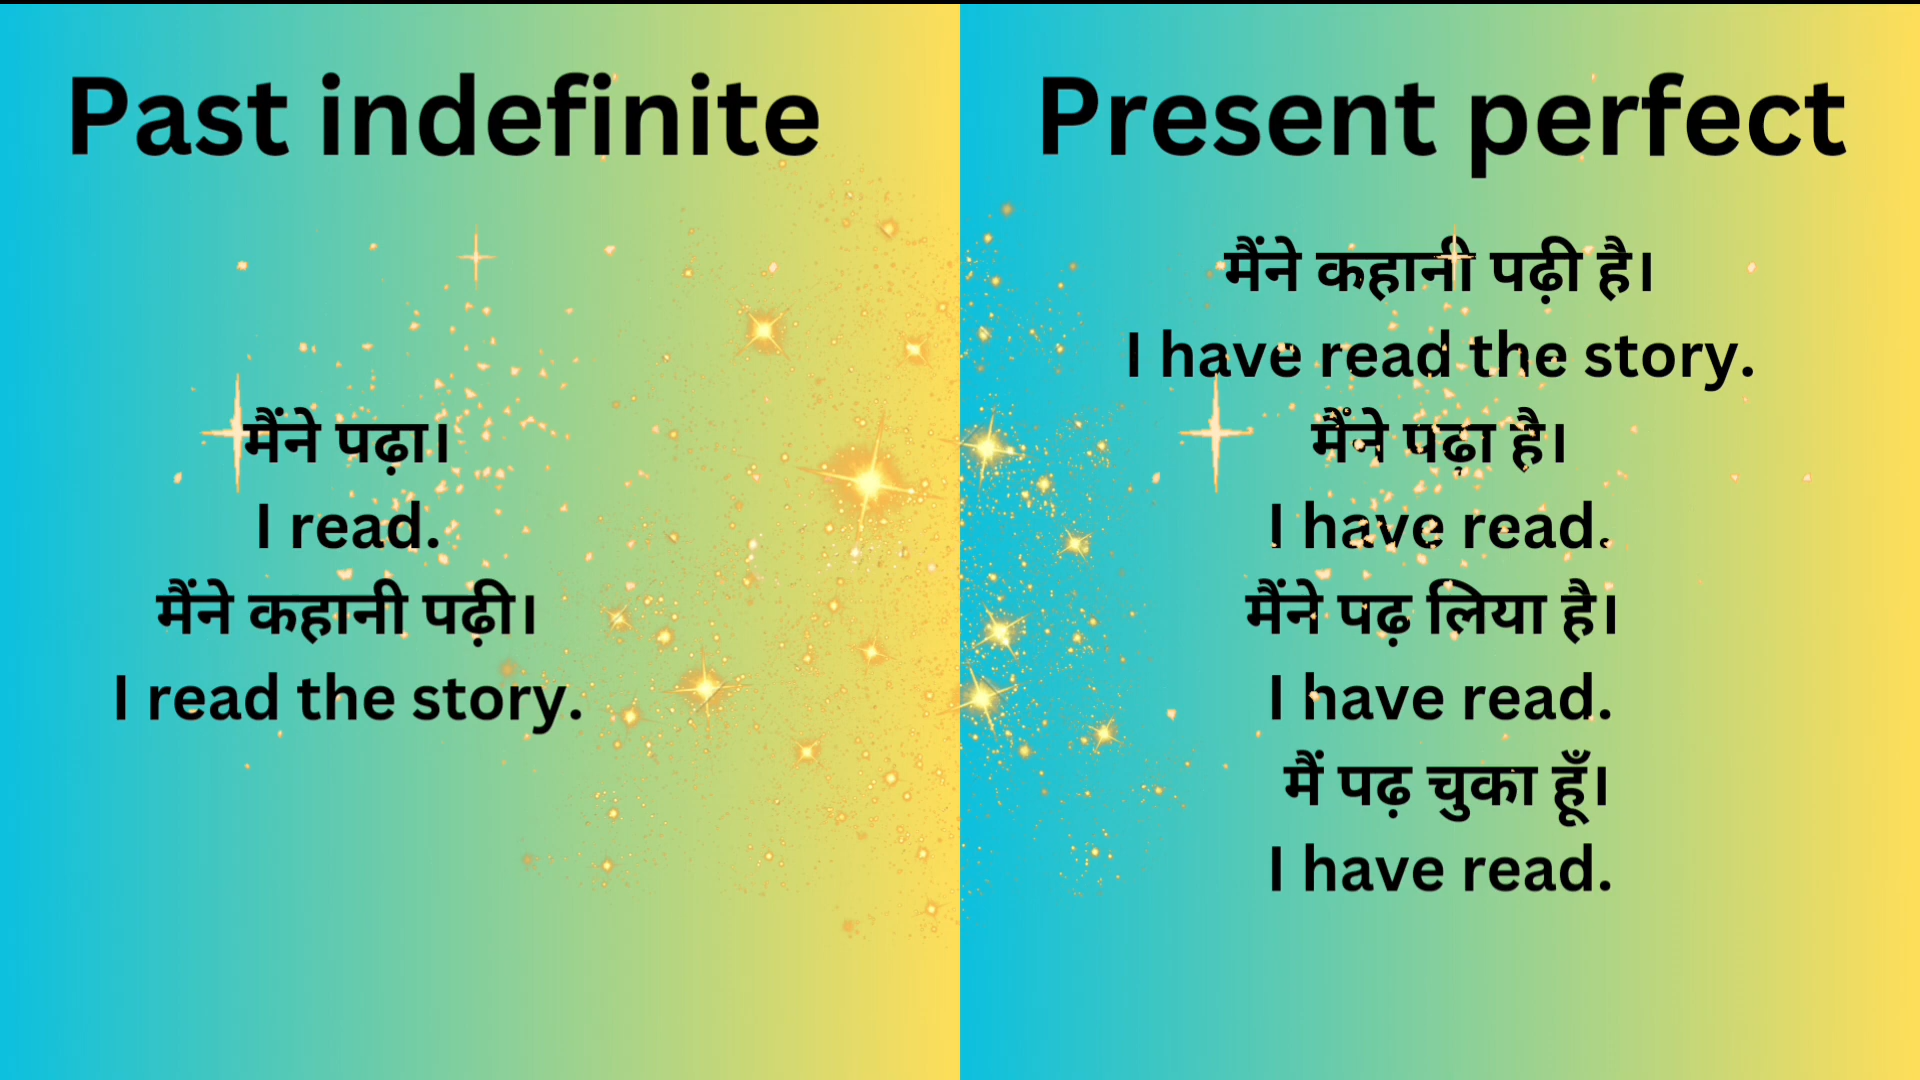 Past indefinite
मैंने पढ़ा।
I read.
मैंने कहानी पढ़ी।
I read the story.
Present perfect
मैंने कहानी पढ़ी है।
I have read the story.
मैंने पढ़ा है।
I have read.
मैंने पढ़ लिया है।
I have read.
मैं पढ़ चुका हूँ।
I have read.